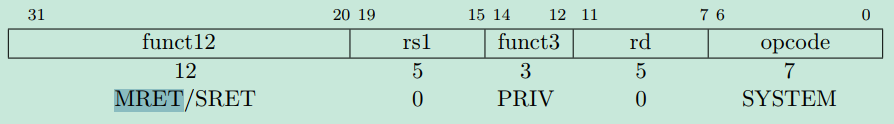 31 20 19 15 14 12 11 7 6 0
funct12 rs1 funct3 rd opcode
12 5 3 5 7
MRET/SRET 0 PRIV 0 SYSTEM